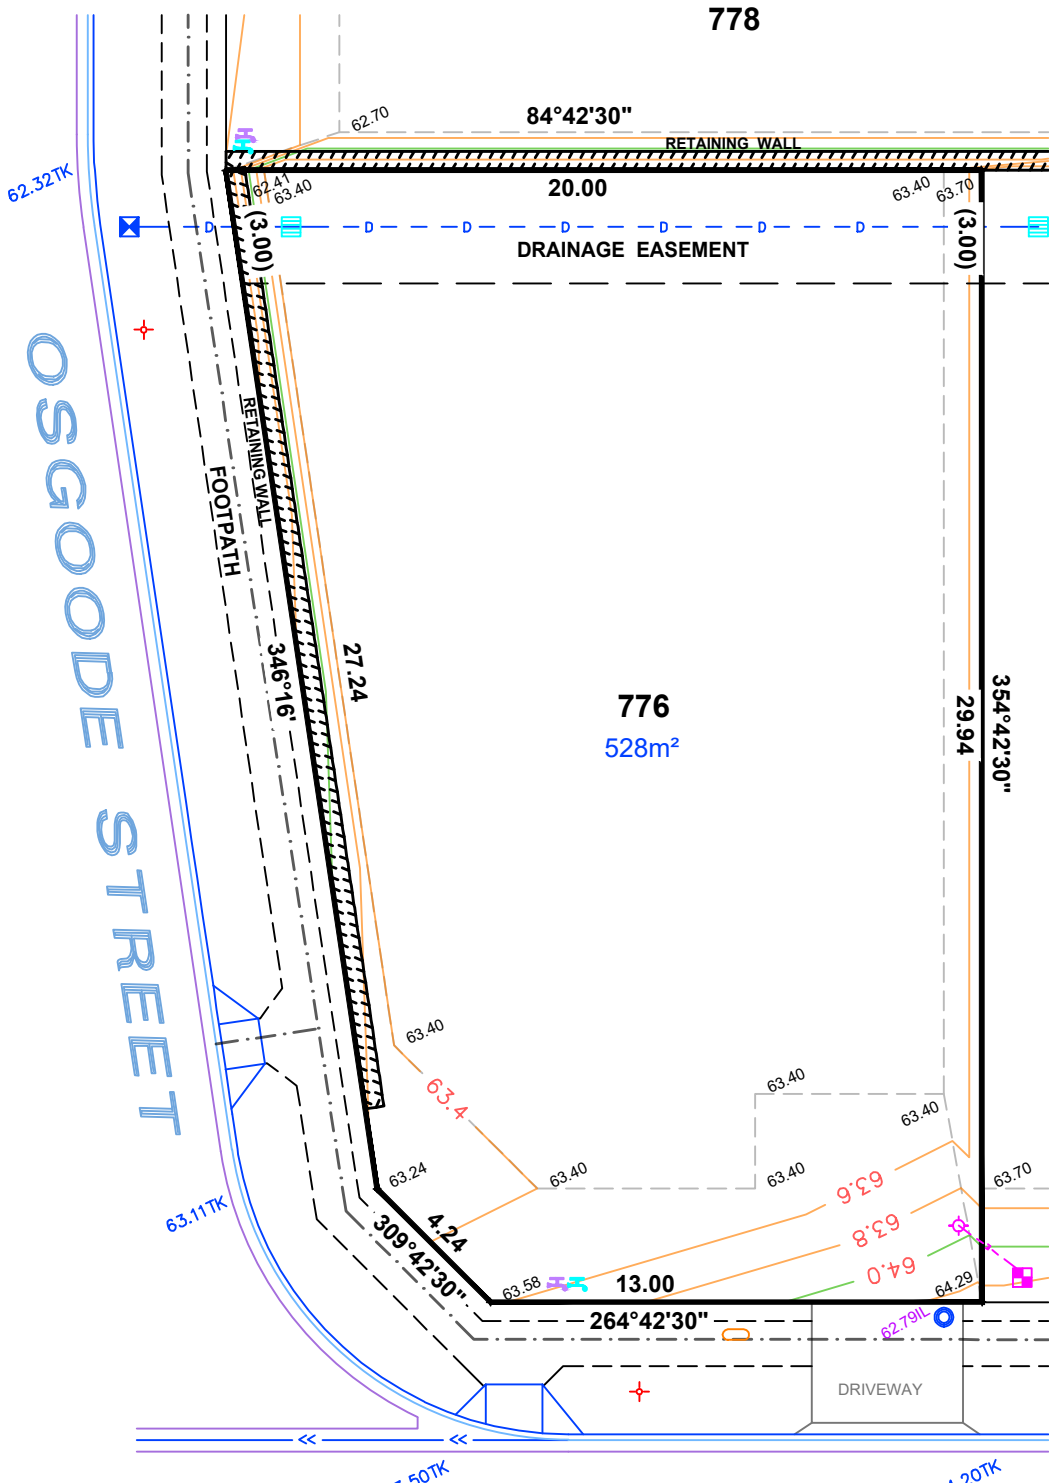 778
62.70
84°42'30"
RETAINING WALL
62.32TK
62.41
63.40
20.00
63.40
63.70
(3.00)
(3.00)
D D D D D D D
DRAINAGE EASEMENT
OSGOODE STREET
RETAINING WALL
FOOTPATH
346°16'
27.24
776
528m²
29.94
354°42'30"
63.40
63.4
63.40
63.40
63.24
63.40
63.40
63.70
63.6
63.8
64.0
63.11TK
4.24
309°42'30"
63.58
13.00
64.29
264°42'30"
62.79IL
DRIVEWAY
<< <<
.50TK
.20TK